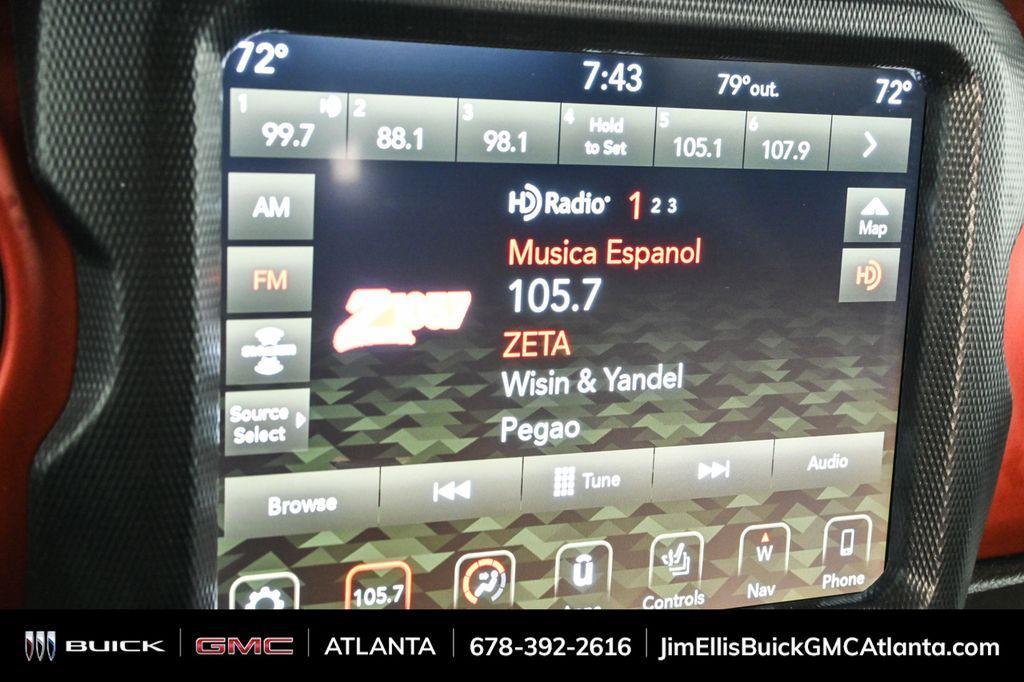 72° 7:43 79°out. 72°
1 99.7 2 88.1 3 98.1 4 Hold to Set 5 105.1 6 107.9
AM HD Radio 1 2 3 Map
FM Musica Espanol HD
105.7
Z105.7 ZETA
Wisin & Yandel
Source Select Pegao
Browse Tune Audio
105.7 W
Controls Nav Phone
BUICK GMC ATLANTA 678-392-2616 JimEllisBuickGMCAtlanta.com